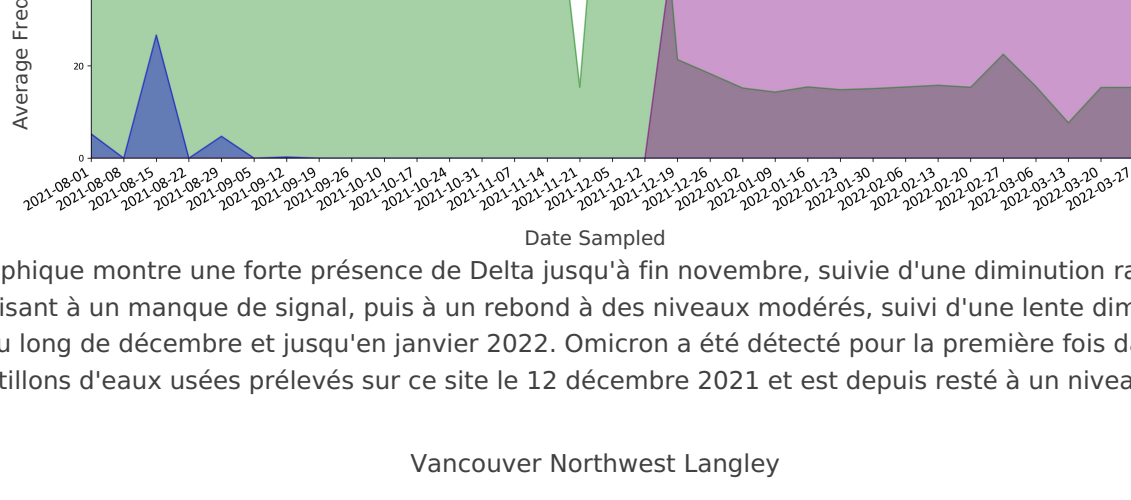 Average Fred
20
0
2021-08-01 2021-08-08 2021-08-15 2021-08-22 2021-08-29 2021-09-05 2021-09-12 2021-09-19 2021-09-26 2021-10-10 2021-10-17 2021-10-24 2021-10-31 2021-11-07 2021-11-14 2021-11-21 2021-12-05 2021-12-12 2021-12-19 2021-12-26 2022-01-02 2022-01-09 2022-01-16 2022-01-23 2022-01-30 2022-02-06 2022-02-13 2022-02-20 2022-02-27 2022-03-06 2022-03-13 2022-03-20 2022-03-27
Date Sampled
phique montre une forte présence de Delta jusqu'à fin novembre, suivie d'une diminution ra
isant à un manque de signal, puis à un rebond à des niveaux modérés, suivi d'une lente dim
u long de décembre et jusqu'en janvier 2022. Omicron a été détecté pour la première fois da
tillons d'eaux usées prélevés sur ce site le 12 décembre 2021 et est depuis resté à un nivea
Vancouver Northwest Langley